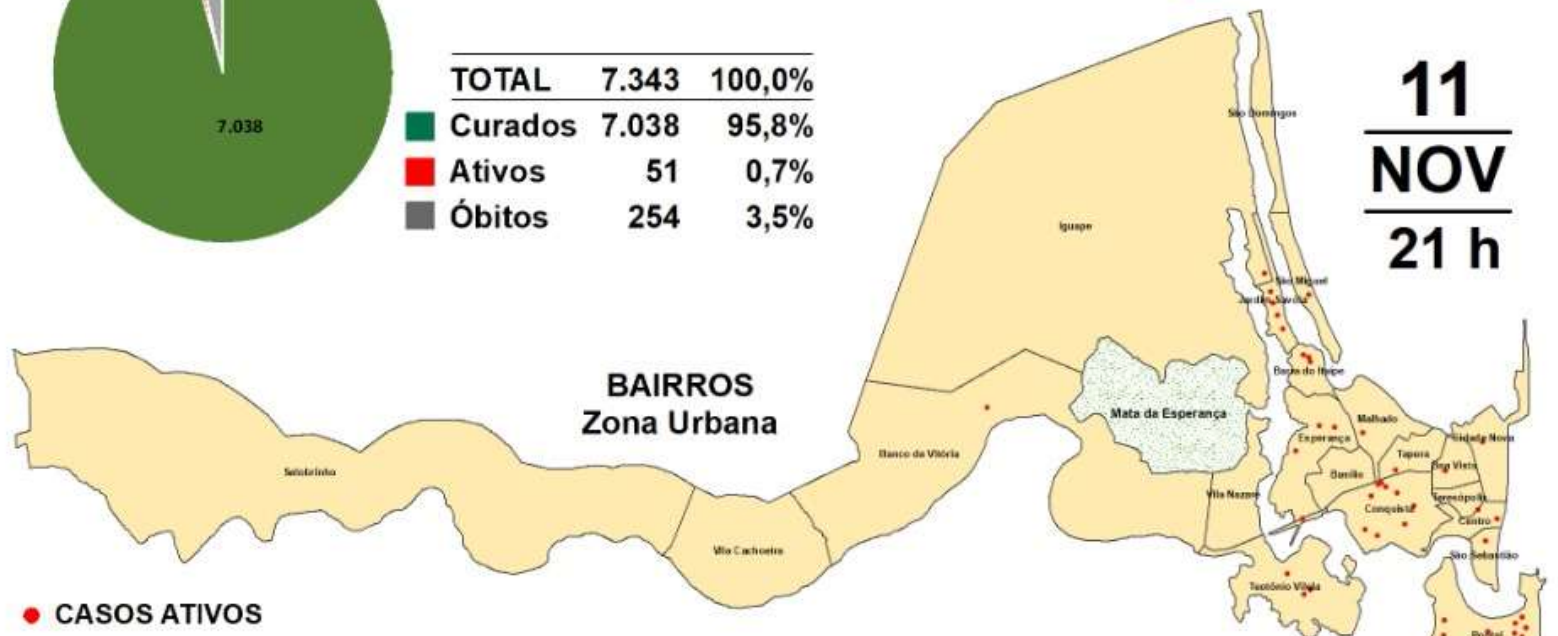 7.038
TOTAL 7.343 100,0%
Curados 7.038 95,8%
Ativos 51 0,7%
Óbitos 254 3,5%
11
NOV
21 h
São Domingos
Iguape
São Miguel
Jardim Savóia
Barra do Itaípe
BAIRROS
Zona Urbana
Mata da Esperança
Malhado
Esperança
Cidade Nova
Banco da Vitória
Tapera
Boa Vista
Basílio
Salobrinho
Vila Nazaré
Teresópolis
Conquista
Centro
Vila Cachoeira
São Sebastião
Teotônio Vilela
CASOS ATIVOS